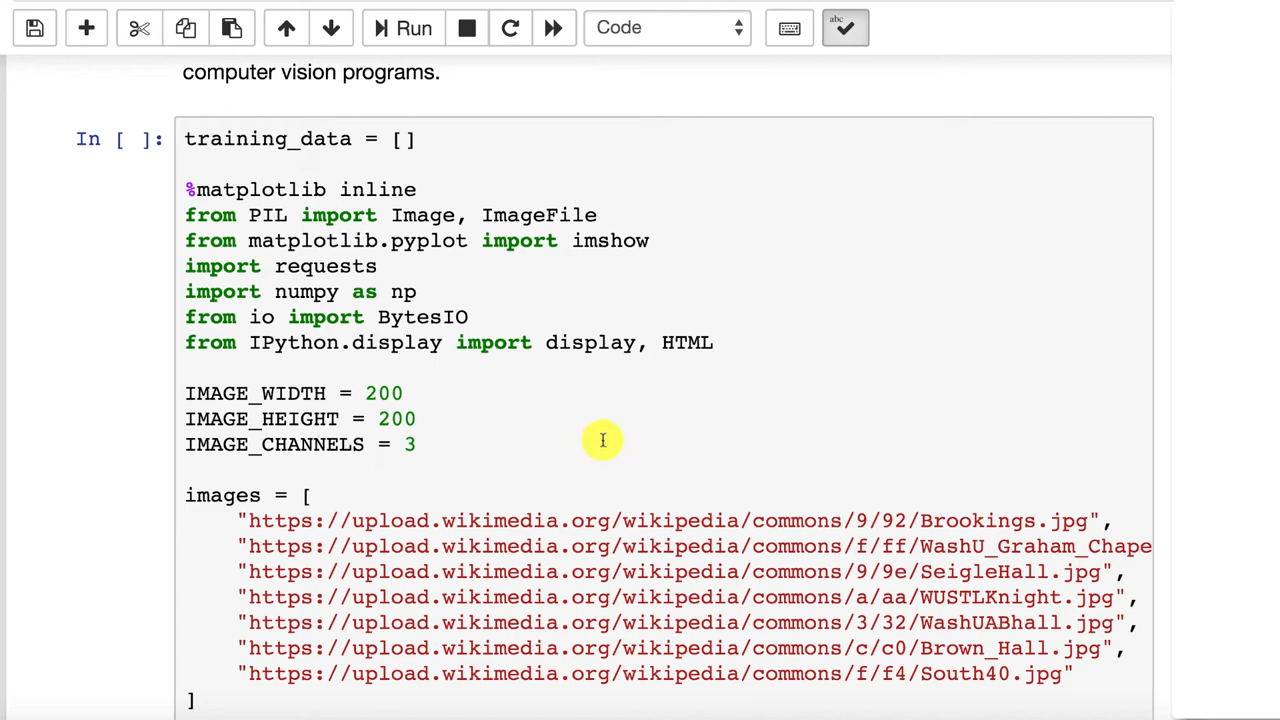 Run
Code
abc
computer vision programs.
In [ ]:
training_data = []
%matplotlib inline
from PIL import Image, ImageFile
from matplotlib.pyplot import imshow
import requests
import numpy as np
from io import BytesIO
from IPython.display import display, HTML
IMAGE_WIDTH = 200
IMAGE_HEIGHT = 200
IMAGE_CHANNELS = 3
images = [
"https://upload.wikimedia.org/wikipedia/commons/9/92/Brookings.jpg",
"https://upload.wikimedia.org/wikipedia/commons/f/ff/WashU_Graham_Chape
"https://upload.wikimedia.org/wikipedia/commons/9/9e/SeigleHall.jpg",
"https://upload.wikimedia.org/wikipedia/commons/a/aa/WUSTLKnight.jpg",
"https://upload.wikimedia.org/wikipedia/commons/3/32/WashUABhall.jpg",
"https://upload.wikimedia.org/wikipedia/commons/c/c0/Brown_Hall.jpg",
"https://upload.wikimedia.org/wikipedia/commons/f/f4/South40.jpg"
]